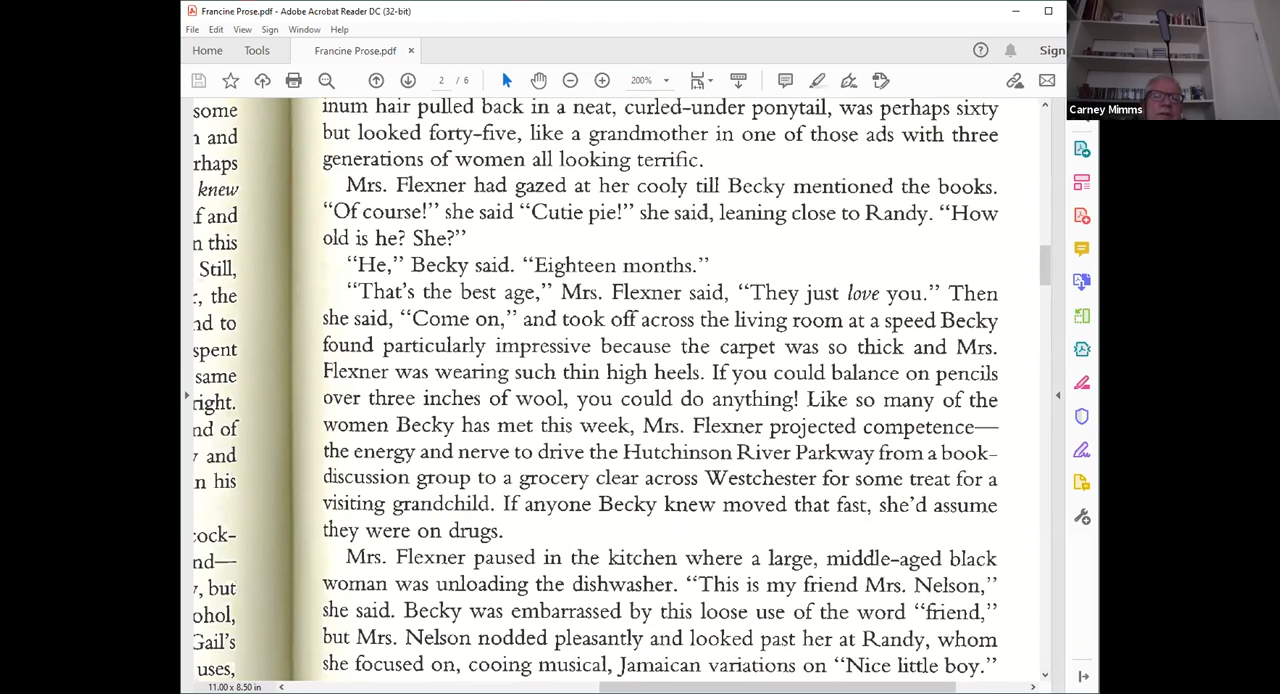 Francine Prose.pdf - Adobe Acrobat Reader DC (32-bit)
File Edit View Sign Window Help
Home Tools Francine Prose.pdf × Sign
2 / 6 200%
Carney Mimms
some
n and
rhaps
knew
f and
n this
Still,
, the
nd to
spent
same
right.
nd of
and
n his
cock-
nd—
, but
ohol,
Gail's
uses,
inum hair pulled back in a neat, curled-under ponytail, was perhaps sixty
but looked forty-five, like a grandmother in one of those ads with three
generations of women all looking terrific.
Mrs. Flexner had gazed at her cooly till Becky mentioned the books.
“Of course!” she said “Cutie pie!” she said, leaning close to Randy. “How
old is he? She?”
“He,” Becky said. “Eighteen months.”
“That's the best age,” Mrs. Flexner said, “They just love you.” Then
she said, “Come on,” and took off across the living room at a speed Becky
found particularly impressive because the carpet was so thick and Mrs.
Flexner was wearing such thin high heels. If you could balance on pencils
over three inches of wool, you could do anything! Like so many of the
women Becky has met this week, Mrs. Flexner projected competence—
the energy and nerve to drive the Hutchinson River Parkway from a book-
discussion group to a grocery clear across Westchester for some treat for a
visiting grandchild. If anyone Becky knew moved that fast, she'd assume
they were on drugs.
Mrs. Flexner paused in the kitchen where a large, middle-aged black
woman was unloading the dishwasher. “This is my friend Mrs. Nelson,”
she said. Becky was embarrassed by this loose use of the word “friend,”
but Mrs. Nelson nodded pleasantly and looked past her at Randy, whom
she focused on, cooing musical, Jamaican variations on “Nice little boy.”
11.00 x 8.50 in